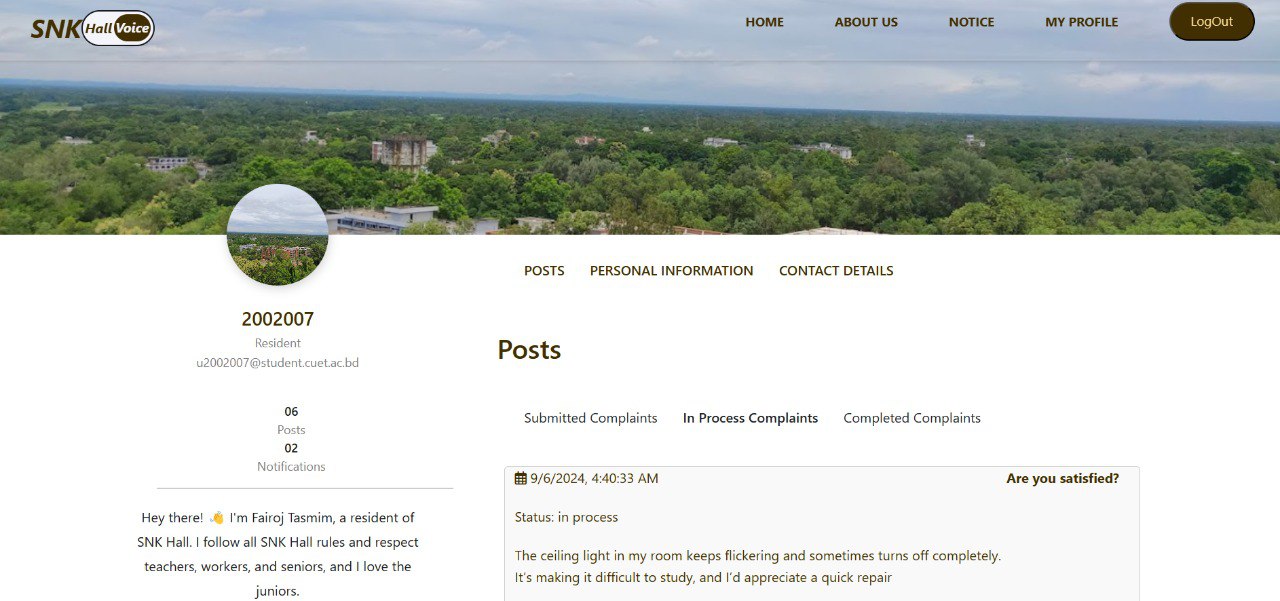 SNK Hall Voice
HOME
ABOUT US
NOTICE
MY PROFILE
LogOut
2002007
Resident
u2002007@student.cuet.ac.bd
06
Posts
02
Notifications
Hey there! 👋 I'm Fairoj Tasmim, a resident of
SNK Hall. I follow all SNK Hall rules and respect
teachers, workers, and seniors, and I love the
juniors.
POSTS
PERSONAL INFORMATION
CONTACT DETAILS
Posts
Submitted Complaints
In Process Complaints
Completed Complaints
9/6/2024, 4:40:33 AM
Are you satisfied?
Status: in process
The ceiling light in my room keeps flickering and sometimes turns off completely.
It's making it difficult to study, and I'd appreciate a quick repair